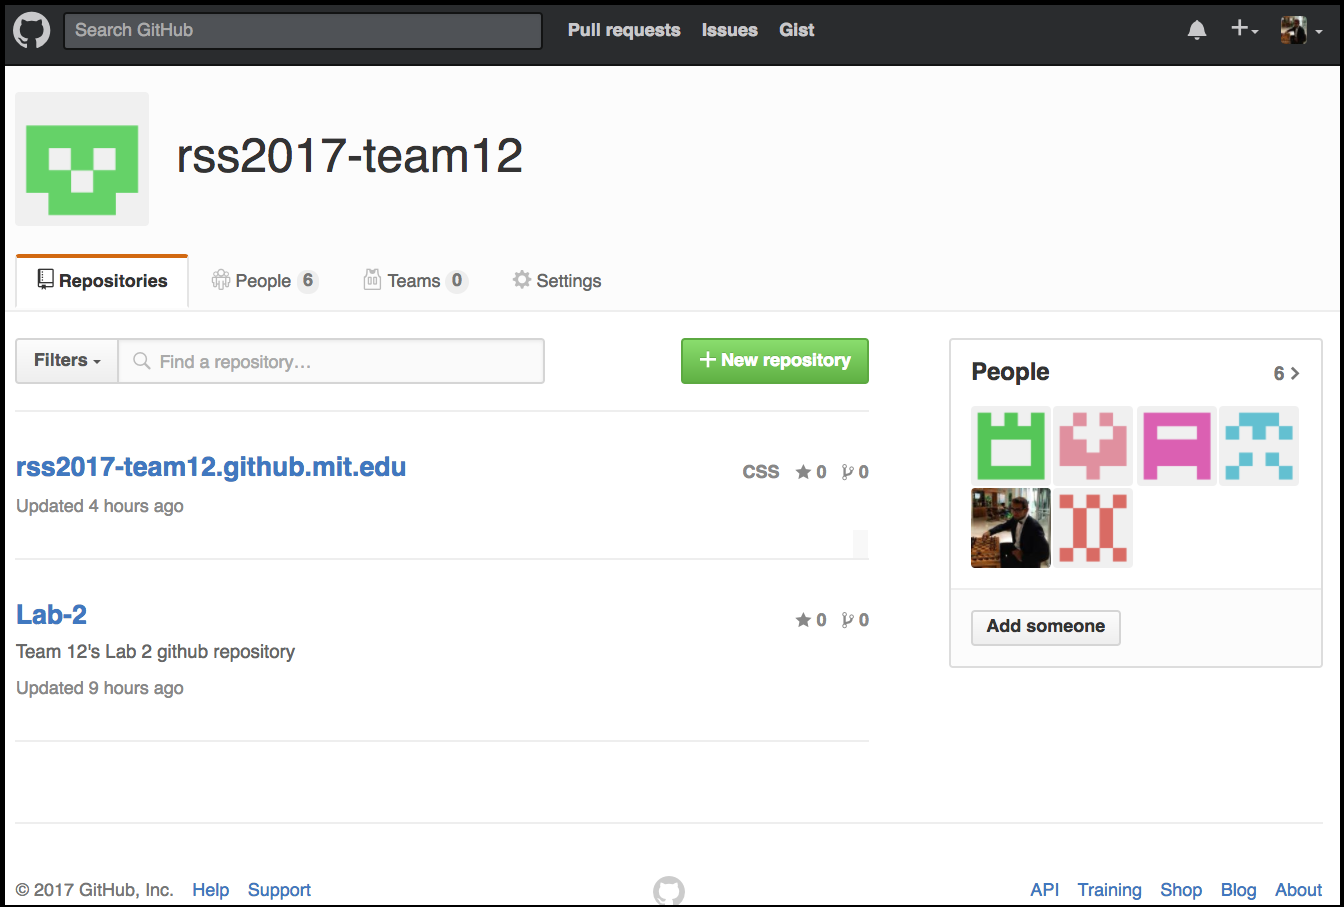 Search GitHub Pull requests Issues Gist
rss2017-team12
Repositories People 6 Teams 0 Settings
Filters Find a repository… + New repository
rss2017-team12.github.mit.edu CSS 0 0
Updated 4 hours ago
Lab-2 0 0
Team 12's Lab 2 github repository
Updated 9 hours ago
People 6
Add someone
© 2017 GitHub, Inc. Help Support API Training Shop Blog About